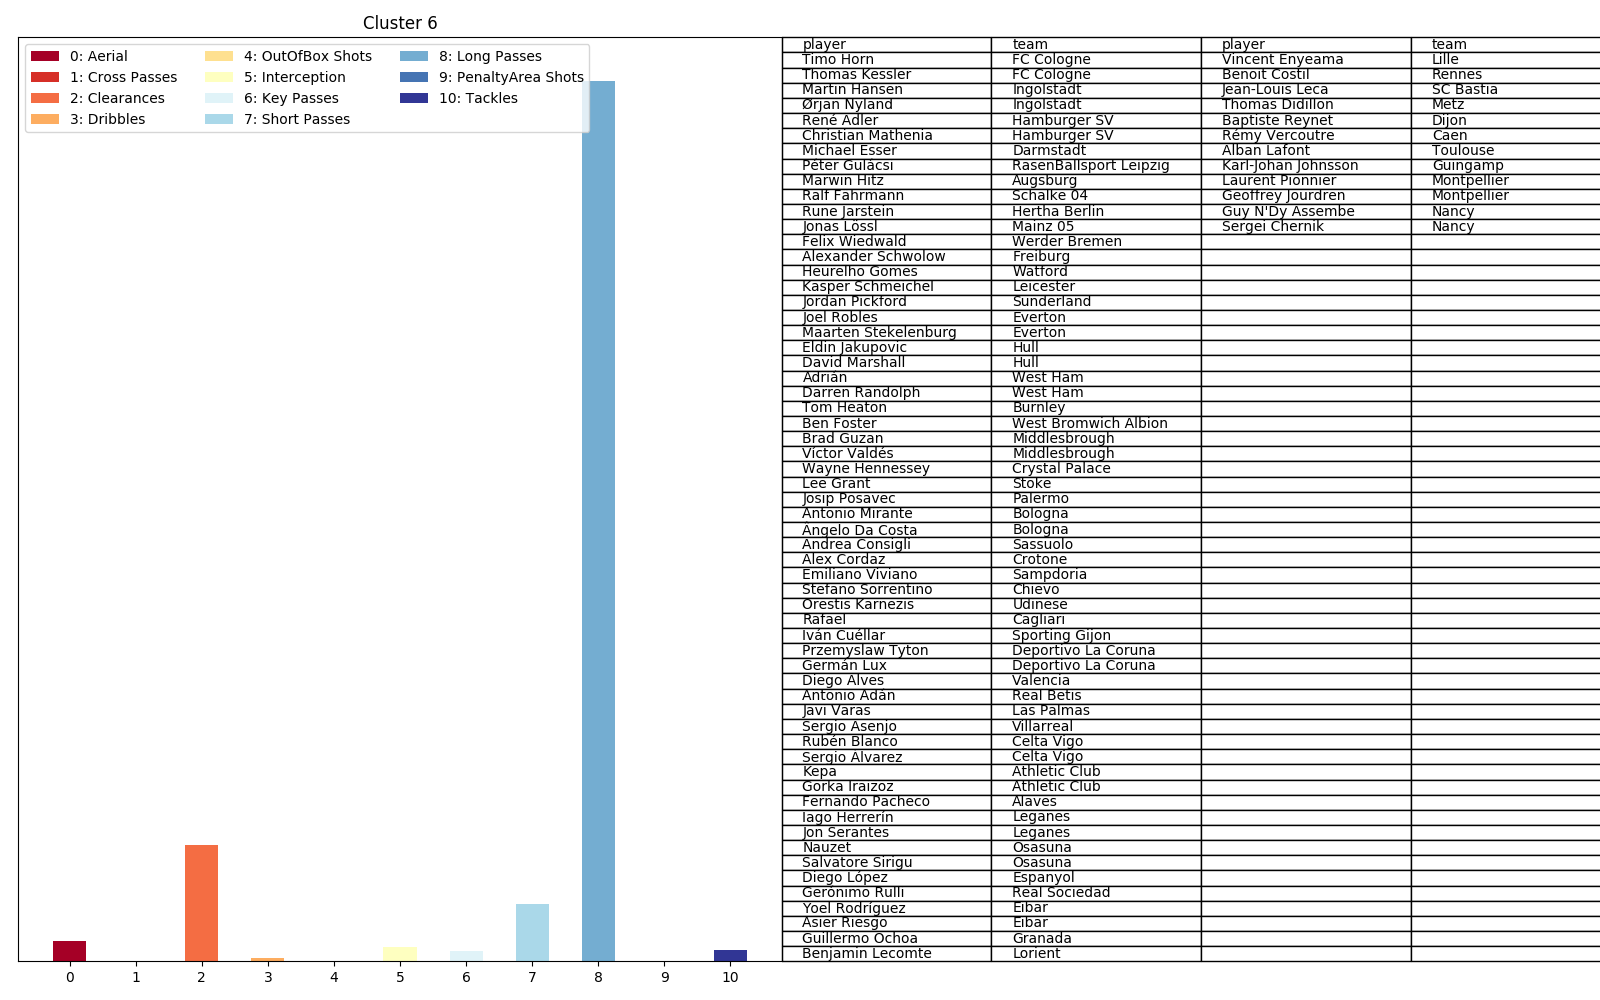 Cluster 6
0: Aerial
1: Cross Passes
2: Clearances
3: Dribbles
4: OutOfBox Shots
5: Interception
6: Key Passes
7: Short Passes
8: Long Passes
9: PenaltyArea Shots
10: Tackles
0 1 2 3 4 5 6 7 8 9 10
player team player team
Timo Horn FC Cologne Vincent Enyeama Lille
Thomas Kessler FC Cologne Benoit Costil Rennes
Martin Hansen Ingolstadt Jean-Louis Leca SC Bastia
Ørjan Nyland Ingolstadt Thomas Didillon Metz
René Adler Hamburger SV Baptiste Reynet Dijon
Christian Mathenia Hamburger SV Rémy Vercoutre Caen
Michael Esser Darmstadt Alban Lafont Toulouse
Péter Gulácsi RasenBallsport Leipzig Karl-Johan Johnsson Guingamp
Marwin Hitz Augsburg Laurent Pionnier Montpellier
Ralf Fährmann Schalke 04 Geoffrey Jourdren Montpellier
Rune Jarstein Hertha Berlin Guy N'Dy Assembe Nancy
Jonas Lössl Mainz 05 Sergei Chernik Nancy
Felix Wiedwald Werder Bremen
Alexander Schwolow Freiburg
Heurelho Gomes Watford
Kasper Schmeichel Leicester
Jordan Pickford Sunderland
Joel Robles Everton
Maarten Stekelenburg Everton
Eldin Jakupovic Hull
David Marshall Hull
Adrián West Ham
Darren Randolph West Ham
Tom Heaton Burnley
Ben Foster West Bromwich Albion
Brad Guzan Middlesbrough
Víctor Valdés Middlesbrough
Wayne Hennessey Crystal Palace
Lee Grant Stoke
Josip Posavec Palermo
Antonio Mirante Bologna
Ângelo Da Costa Bologna
Andrea Consigli Sassuolo
Alex Cordaz Crotone
Emiliano Viviano Sampdoria
Stefano Sorrentino Chievo
Orestis Karnezis Udinese
Rafael Cagliari
Iván Cuéllar Sporting Gijon
Przemyslaw Tyton Deportivo La Coruna
Germán Lux Deportivo La Coruna
Diego Alves Valencia
Antonio Adán Real Betis
Javi Varas Las Palmas
Sergio Asenjo Villarreal
Rubén Blanco Celta Vigo
Sergio Álvarez Celta Vigo
Kepa Athletic Club
Gorka Iraizoz Athletic Club
Fernando Pacheco Alaves
Iago Herrerín Leganes
Jon Serantes Leganes
Nauzet Osasuna
Salvatore Sirigu Osasuna
Diego López Espanyol
Gerónimo Rulli Real Sociedad
Yoel Rodríguez Eibar
Asier Riesgo Eibar
Guillermo Ochoa Granada
Benjamin Lecomte Lorient